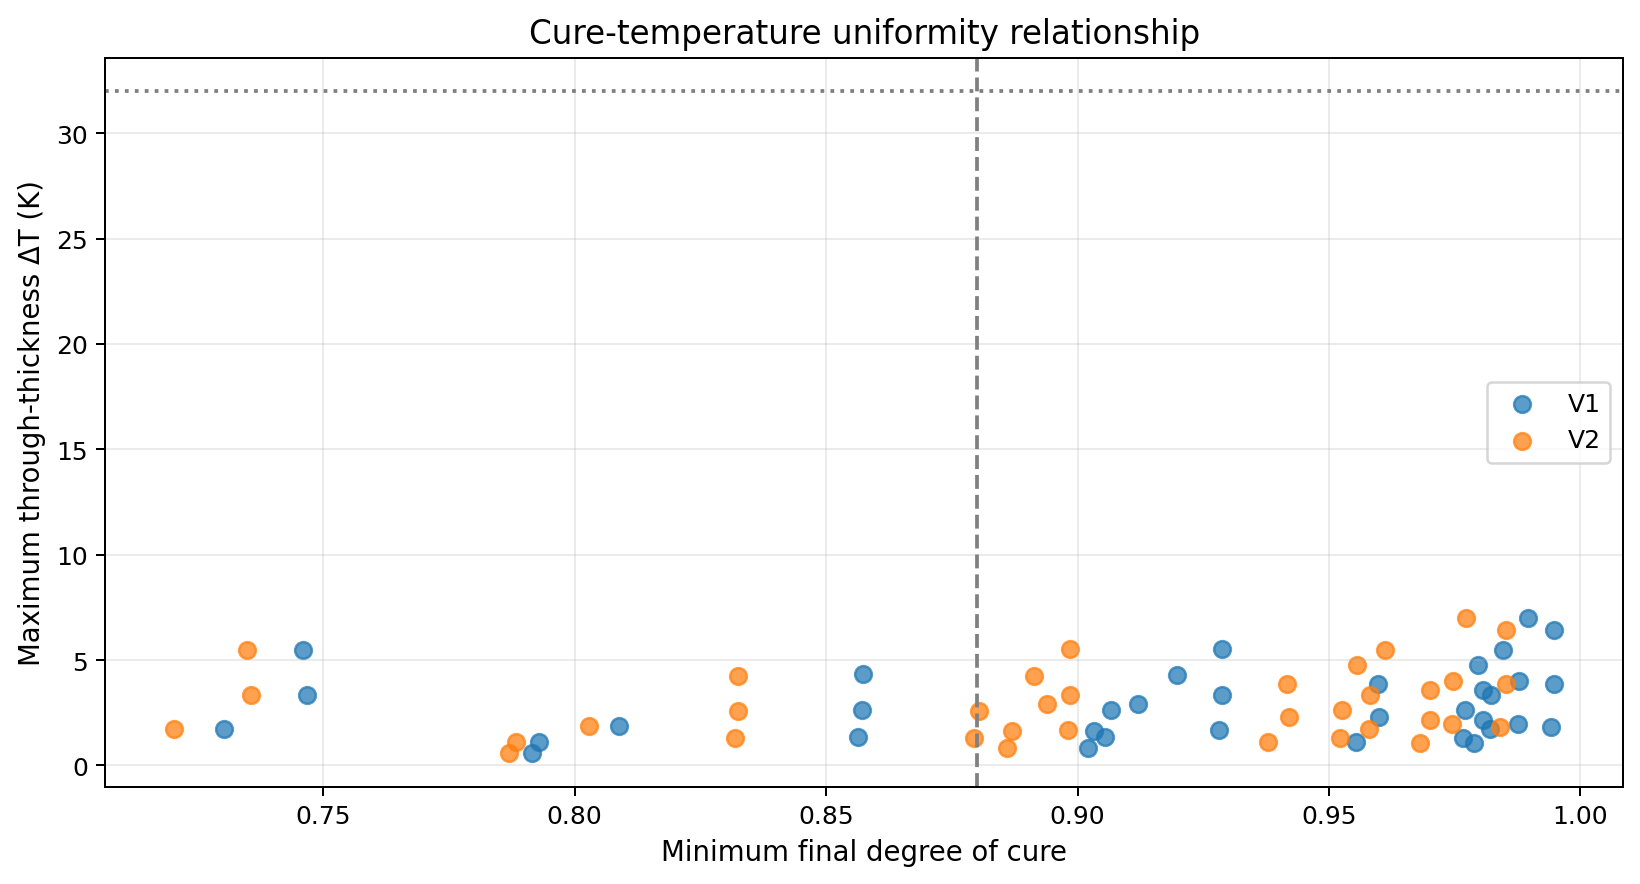 Cure-temperature uniformity relationship
Maximum through-thickness ΔT (K)
30
25
20
15
10
5
0
V1
V2
0.75
0.80
0.85
0.90
0.95
1.00
Minimum final degree of cure